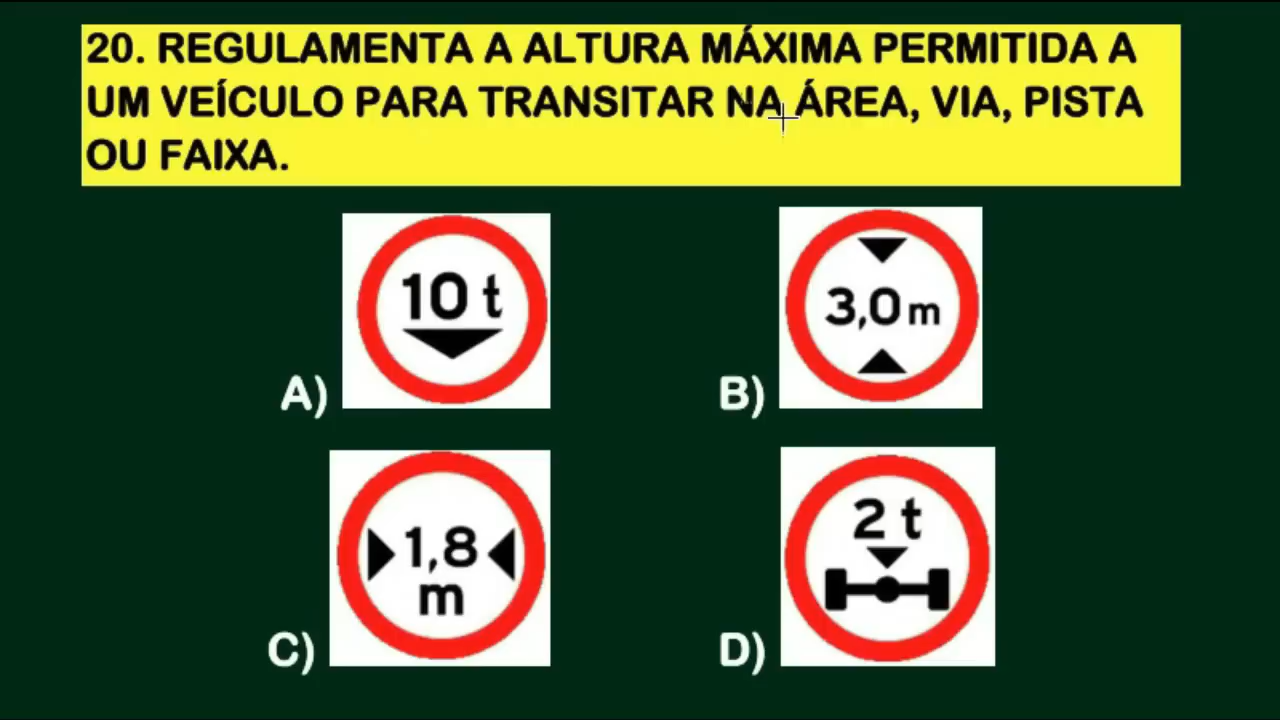 20. REGULAMENTA A ALTURA MÁXIMA PERMITIDA A
UM VEÍCULO PARA TRANSITAR NA ÁREA, VIA, PISTA
OU FAIXA.
10 t
A)
3,0 m
B)
1,8
m
C)
2 t
D)